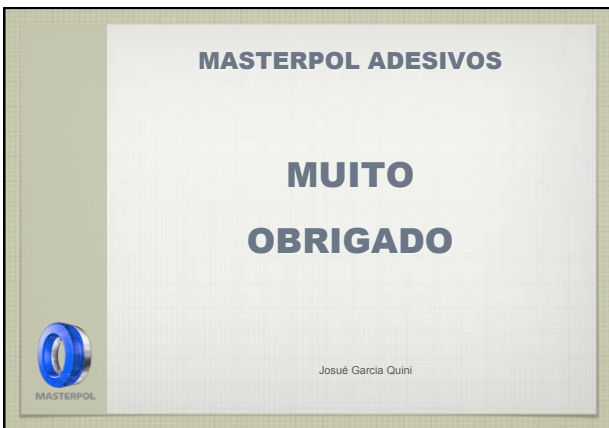 MASTERPOL ADESIVOS
MUITO
OBRIGADO
Josué Garcia Quini
MASTERPOL